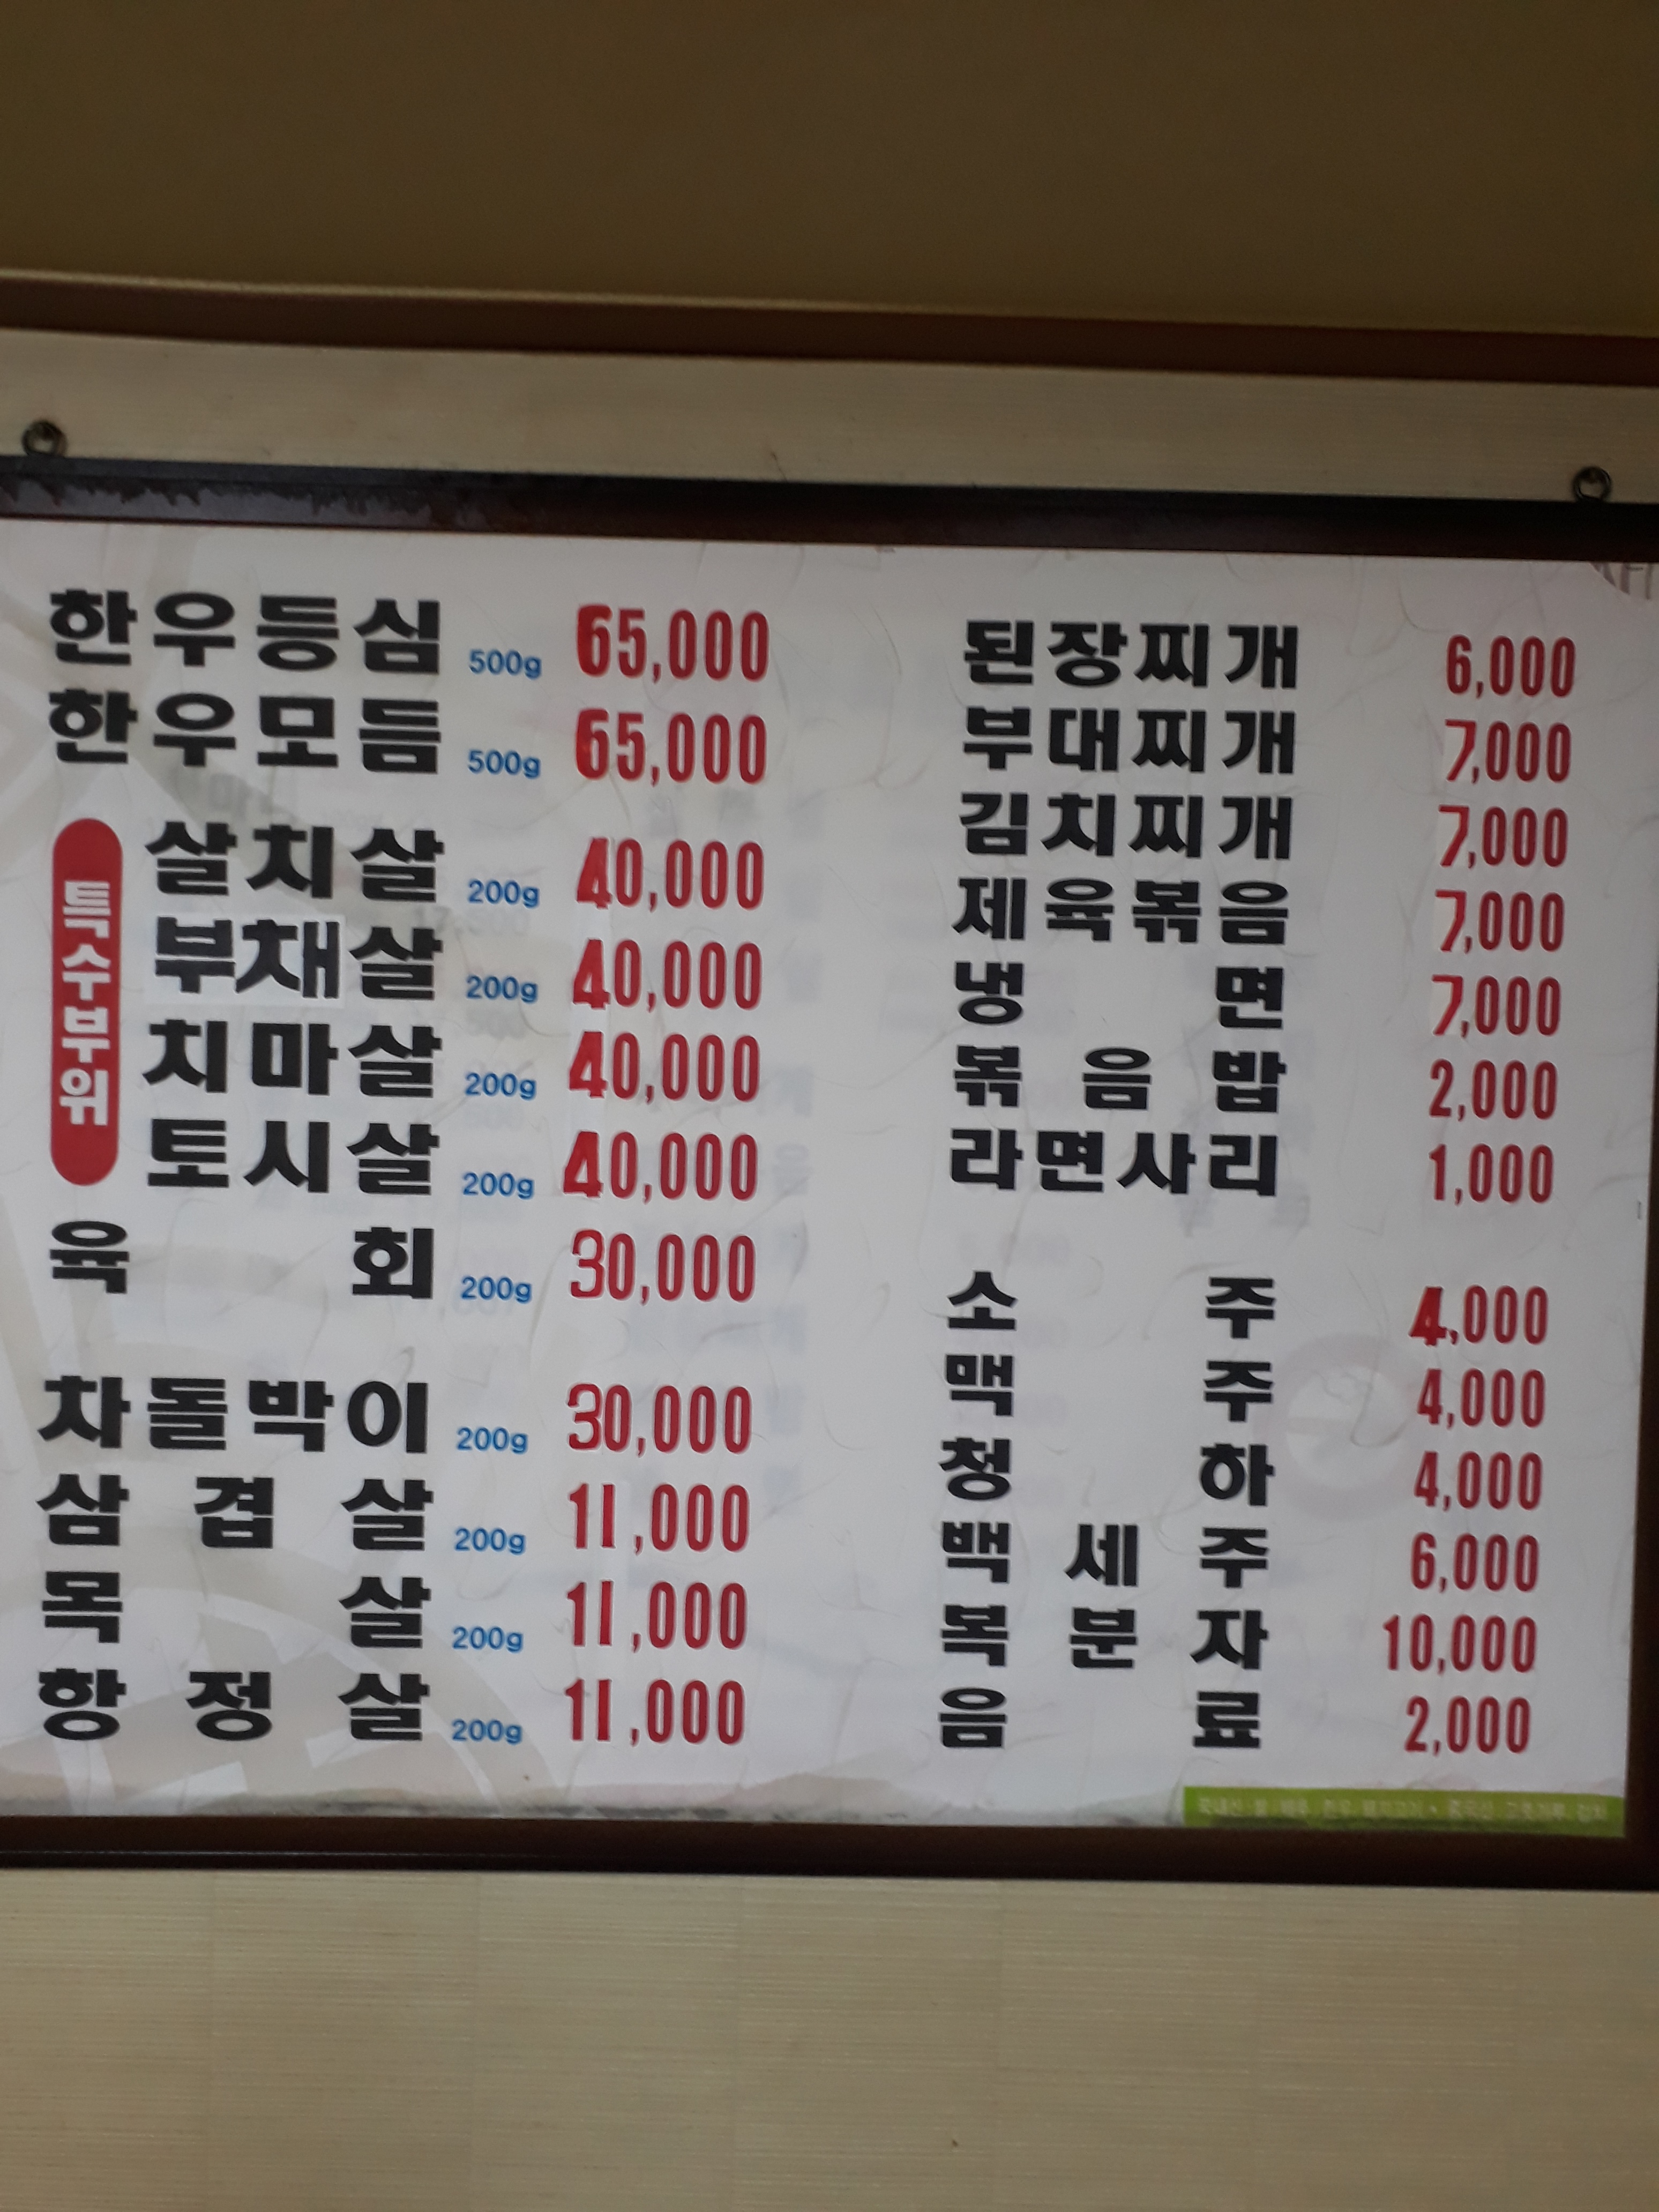 한우등심 500g 65,000
한우모듬 500g 65,000
특수부위
살치살 200g 40,000
부채살 200g 40,000
치마살 200g 40,000
토시살 200g 40,000
육회 200g 30,000
차돌박이 200g 30,000
삼겹살 200g 11,000
목살 200g 11,000
항정살 200g 11,000
된장찌개 6,000
부대찌개 7,000
김치찌개 7,000
제육볶음 7,000
냉면 7,000
볶음밥 2,000
라면사리 1,000
소주 4,000
맥주 4,000
청하 4,000
백세주 6,000
복분자 10,000
음료 2,000